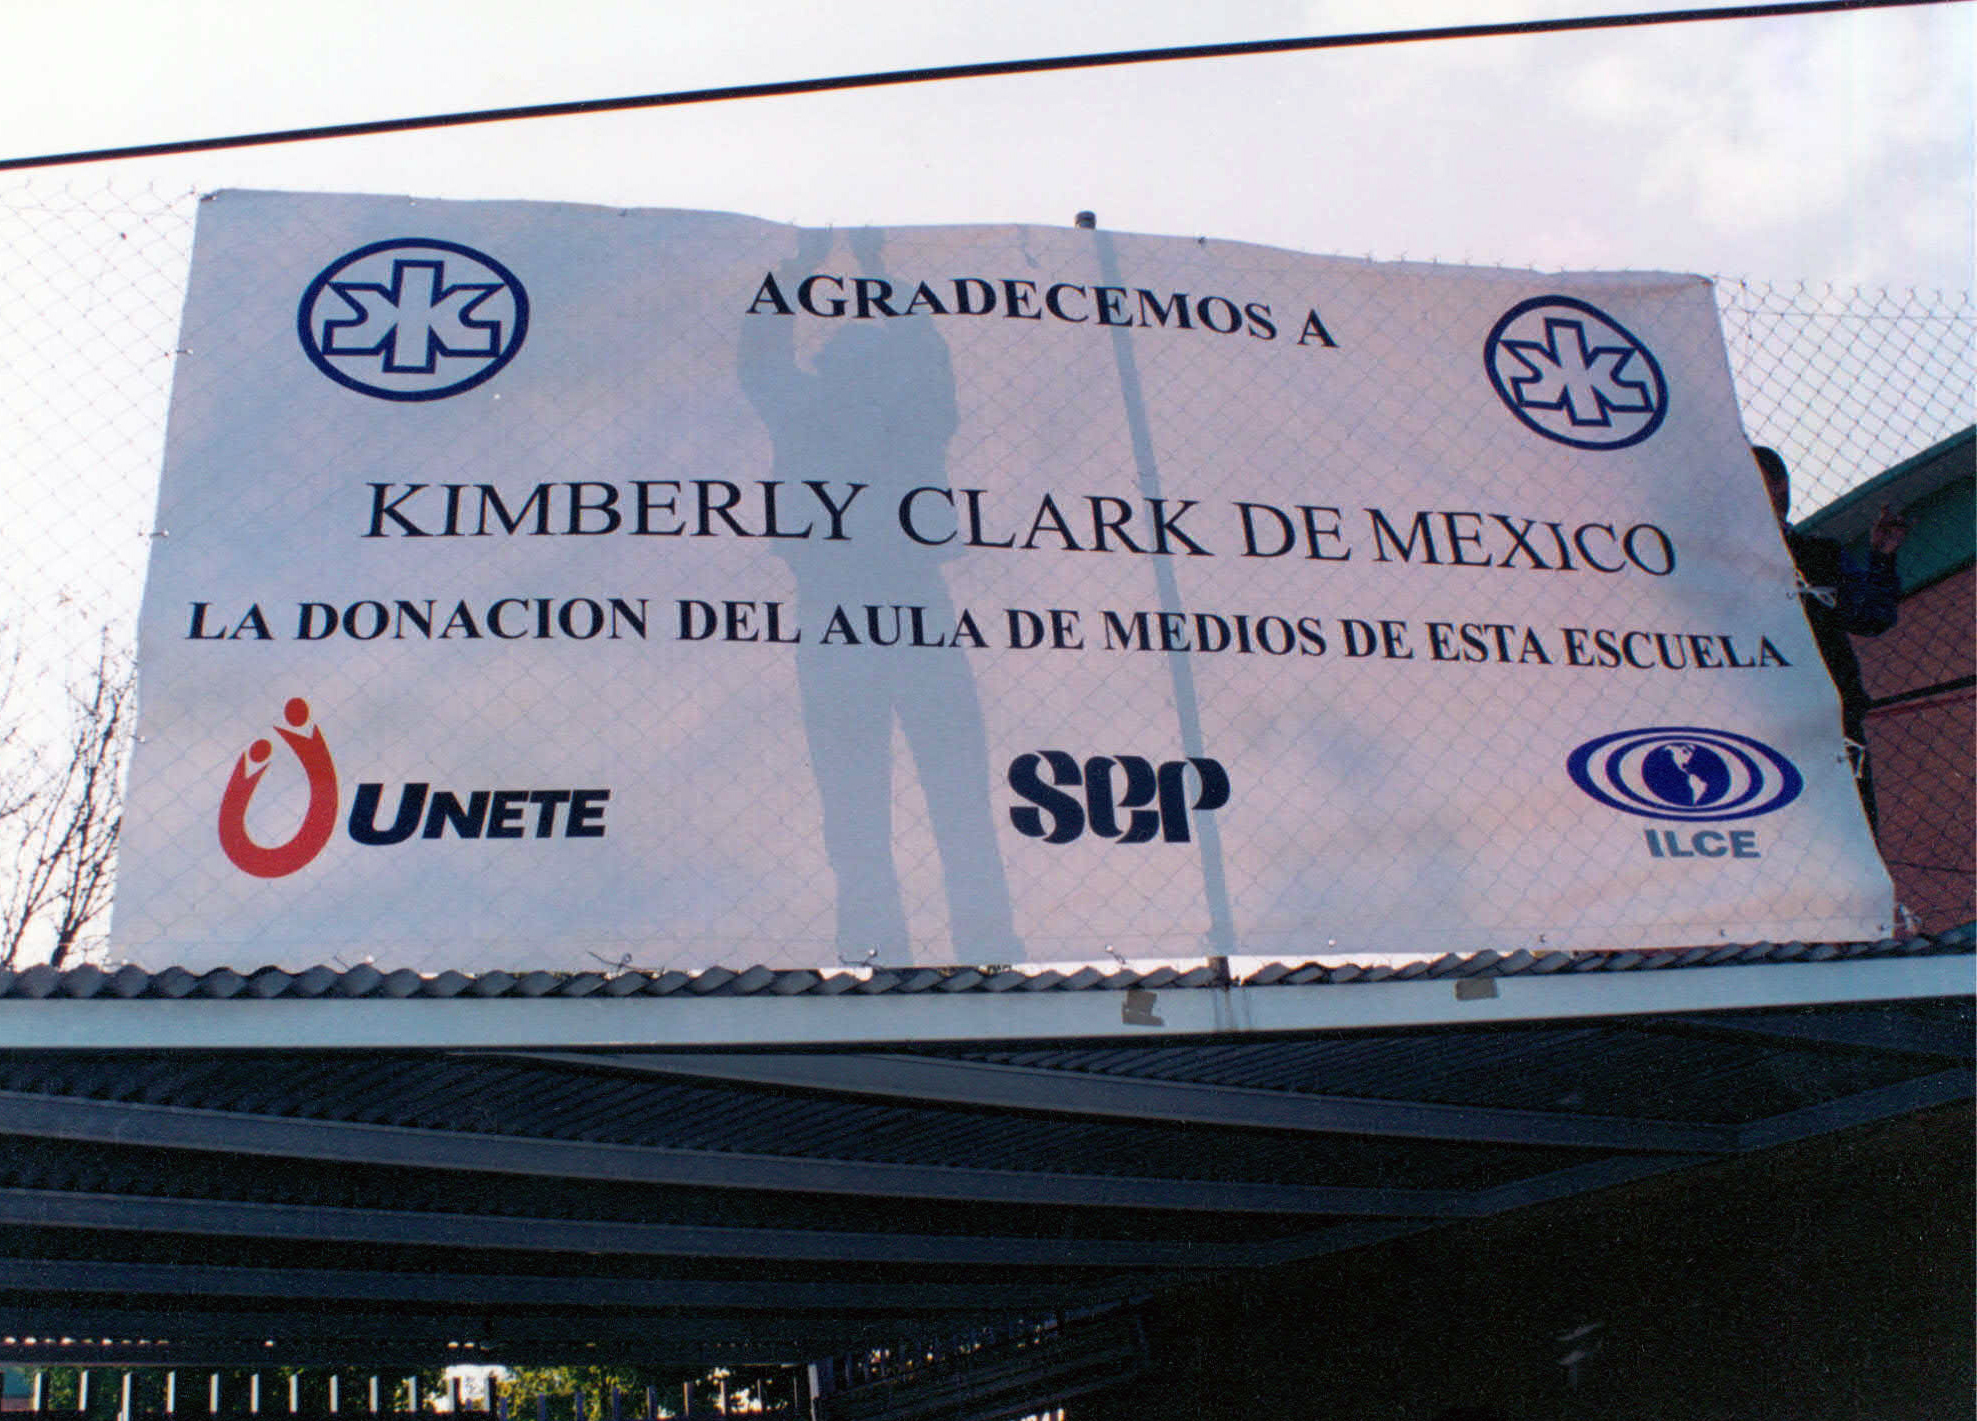 AGRADECEMOS A
KIMBERLY CLARK DE MEXICO
LA DONACION DEL AULA DE MEDIOS DE ESTA ESCUELA
UNETE
SEP
ILCE